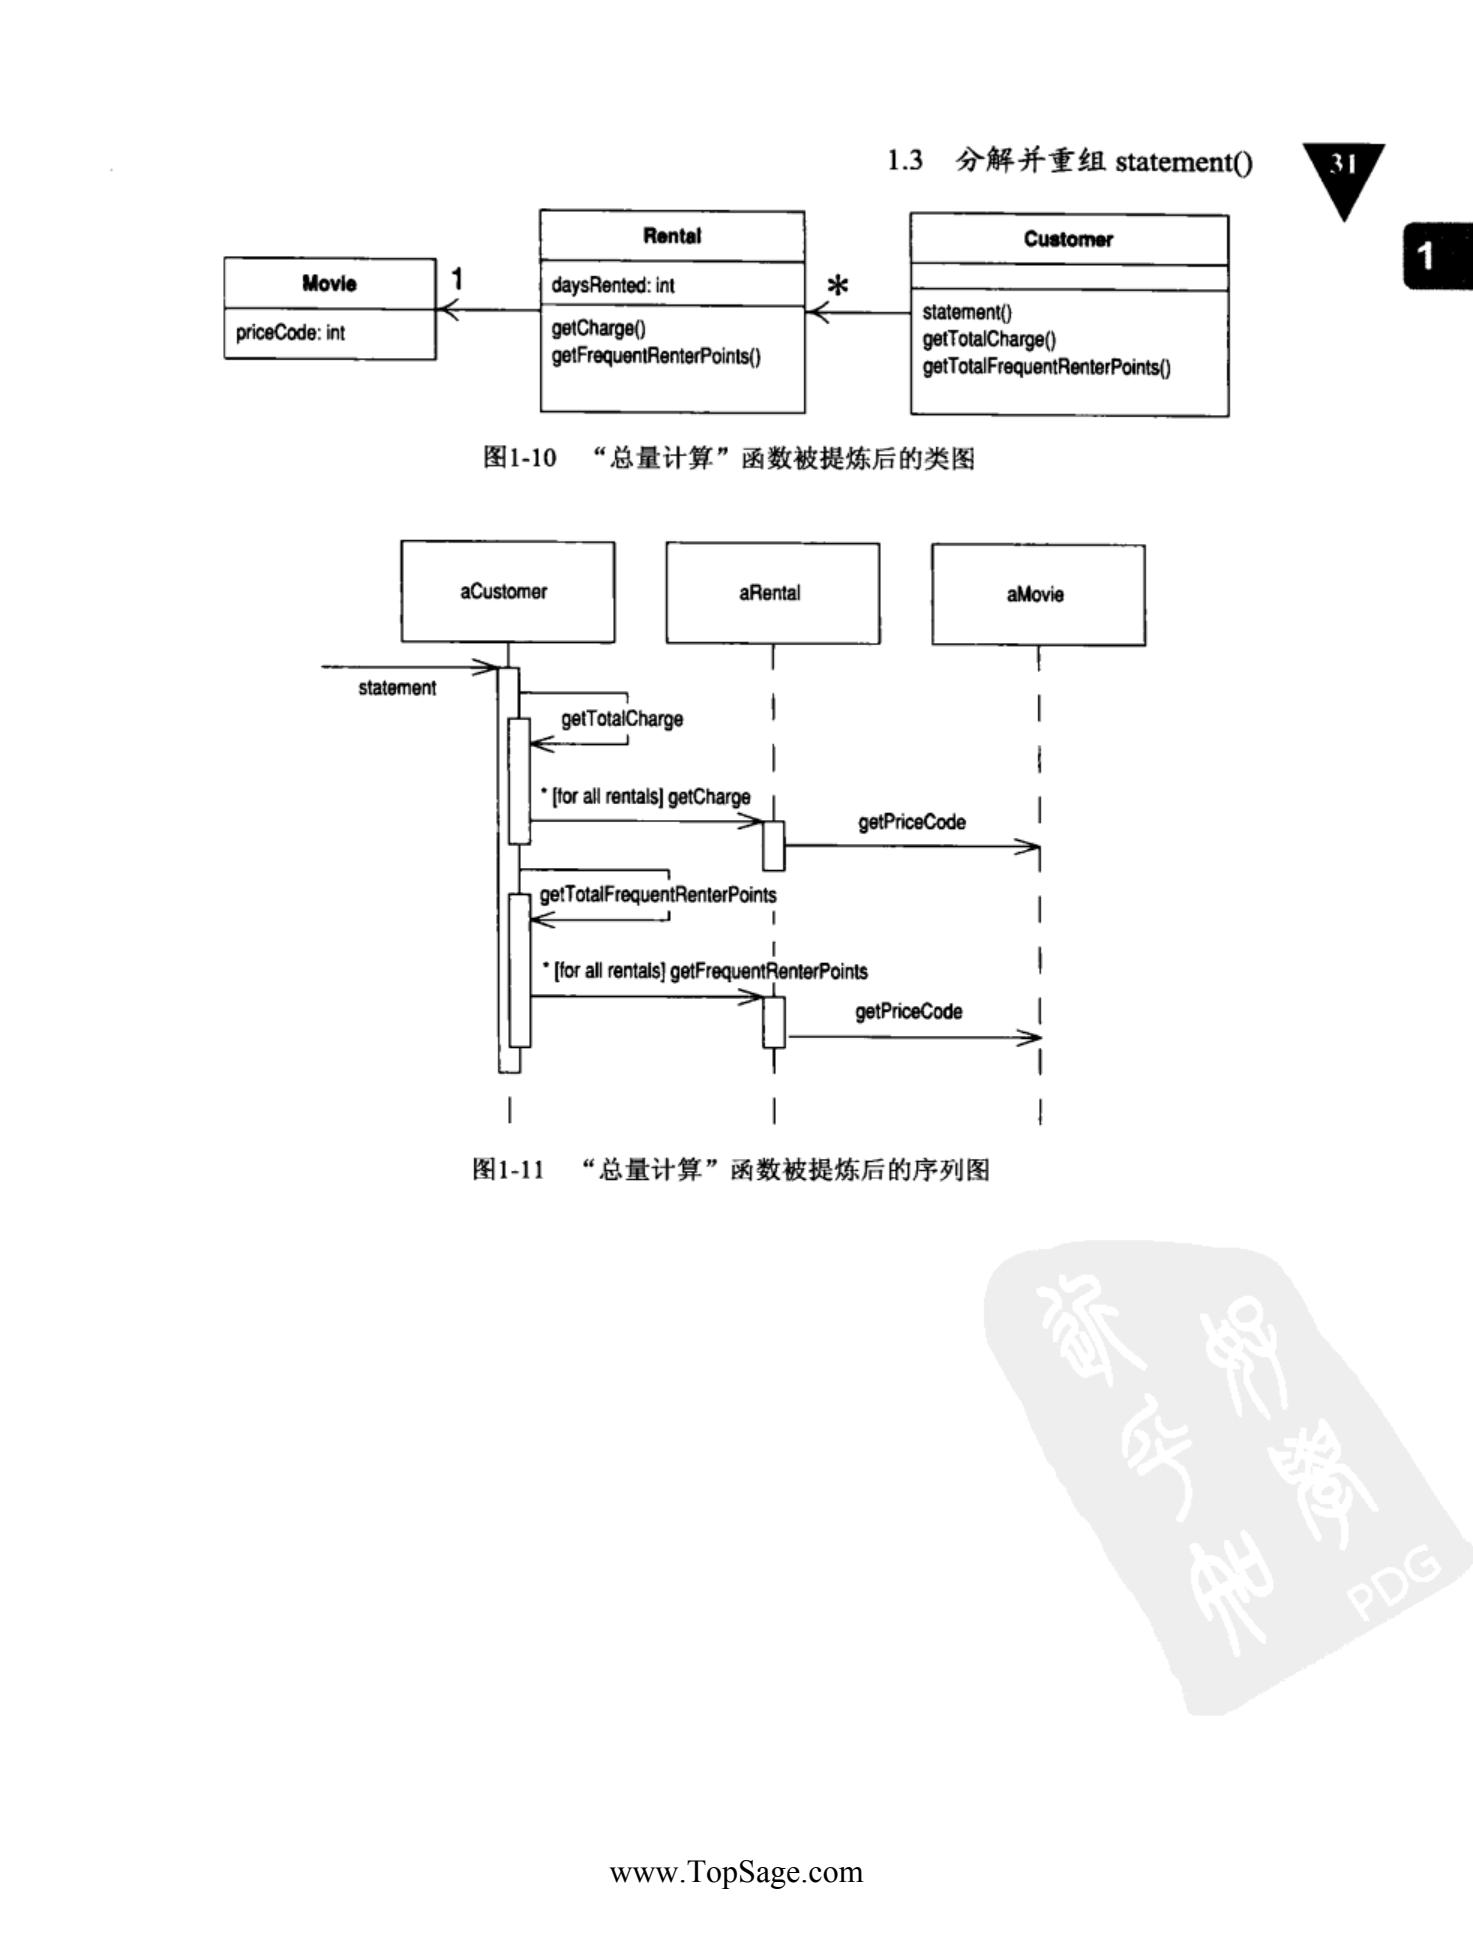 1.3 分解并重组 statement()
31
1
Movie
priceCode: int
1
Rental
daysRented: int
getCharge()
getFrequentRenterPoints()
*
Customer
statement()
getTotalCharge()
getTotalFrequentRenterPoints()
图1-10 “总量计算”函数被提炼后的类图
aCustomer
aRental
aMovie
statement
getTotalCharge
* [for all rentals] getCharge
getPriceCode
getTotalFrequentRenterPoints
* [for all rentals] getFrequentRenterPoints
getPriceCode
图1-11 “总量计算”函数被提炼后的序列图
PDG
www.TopSage.com